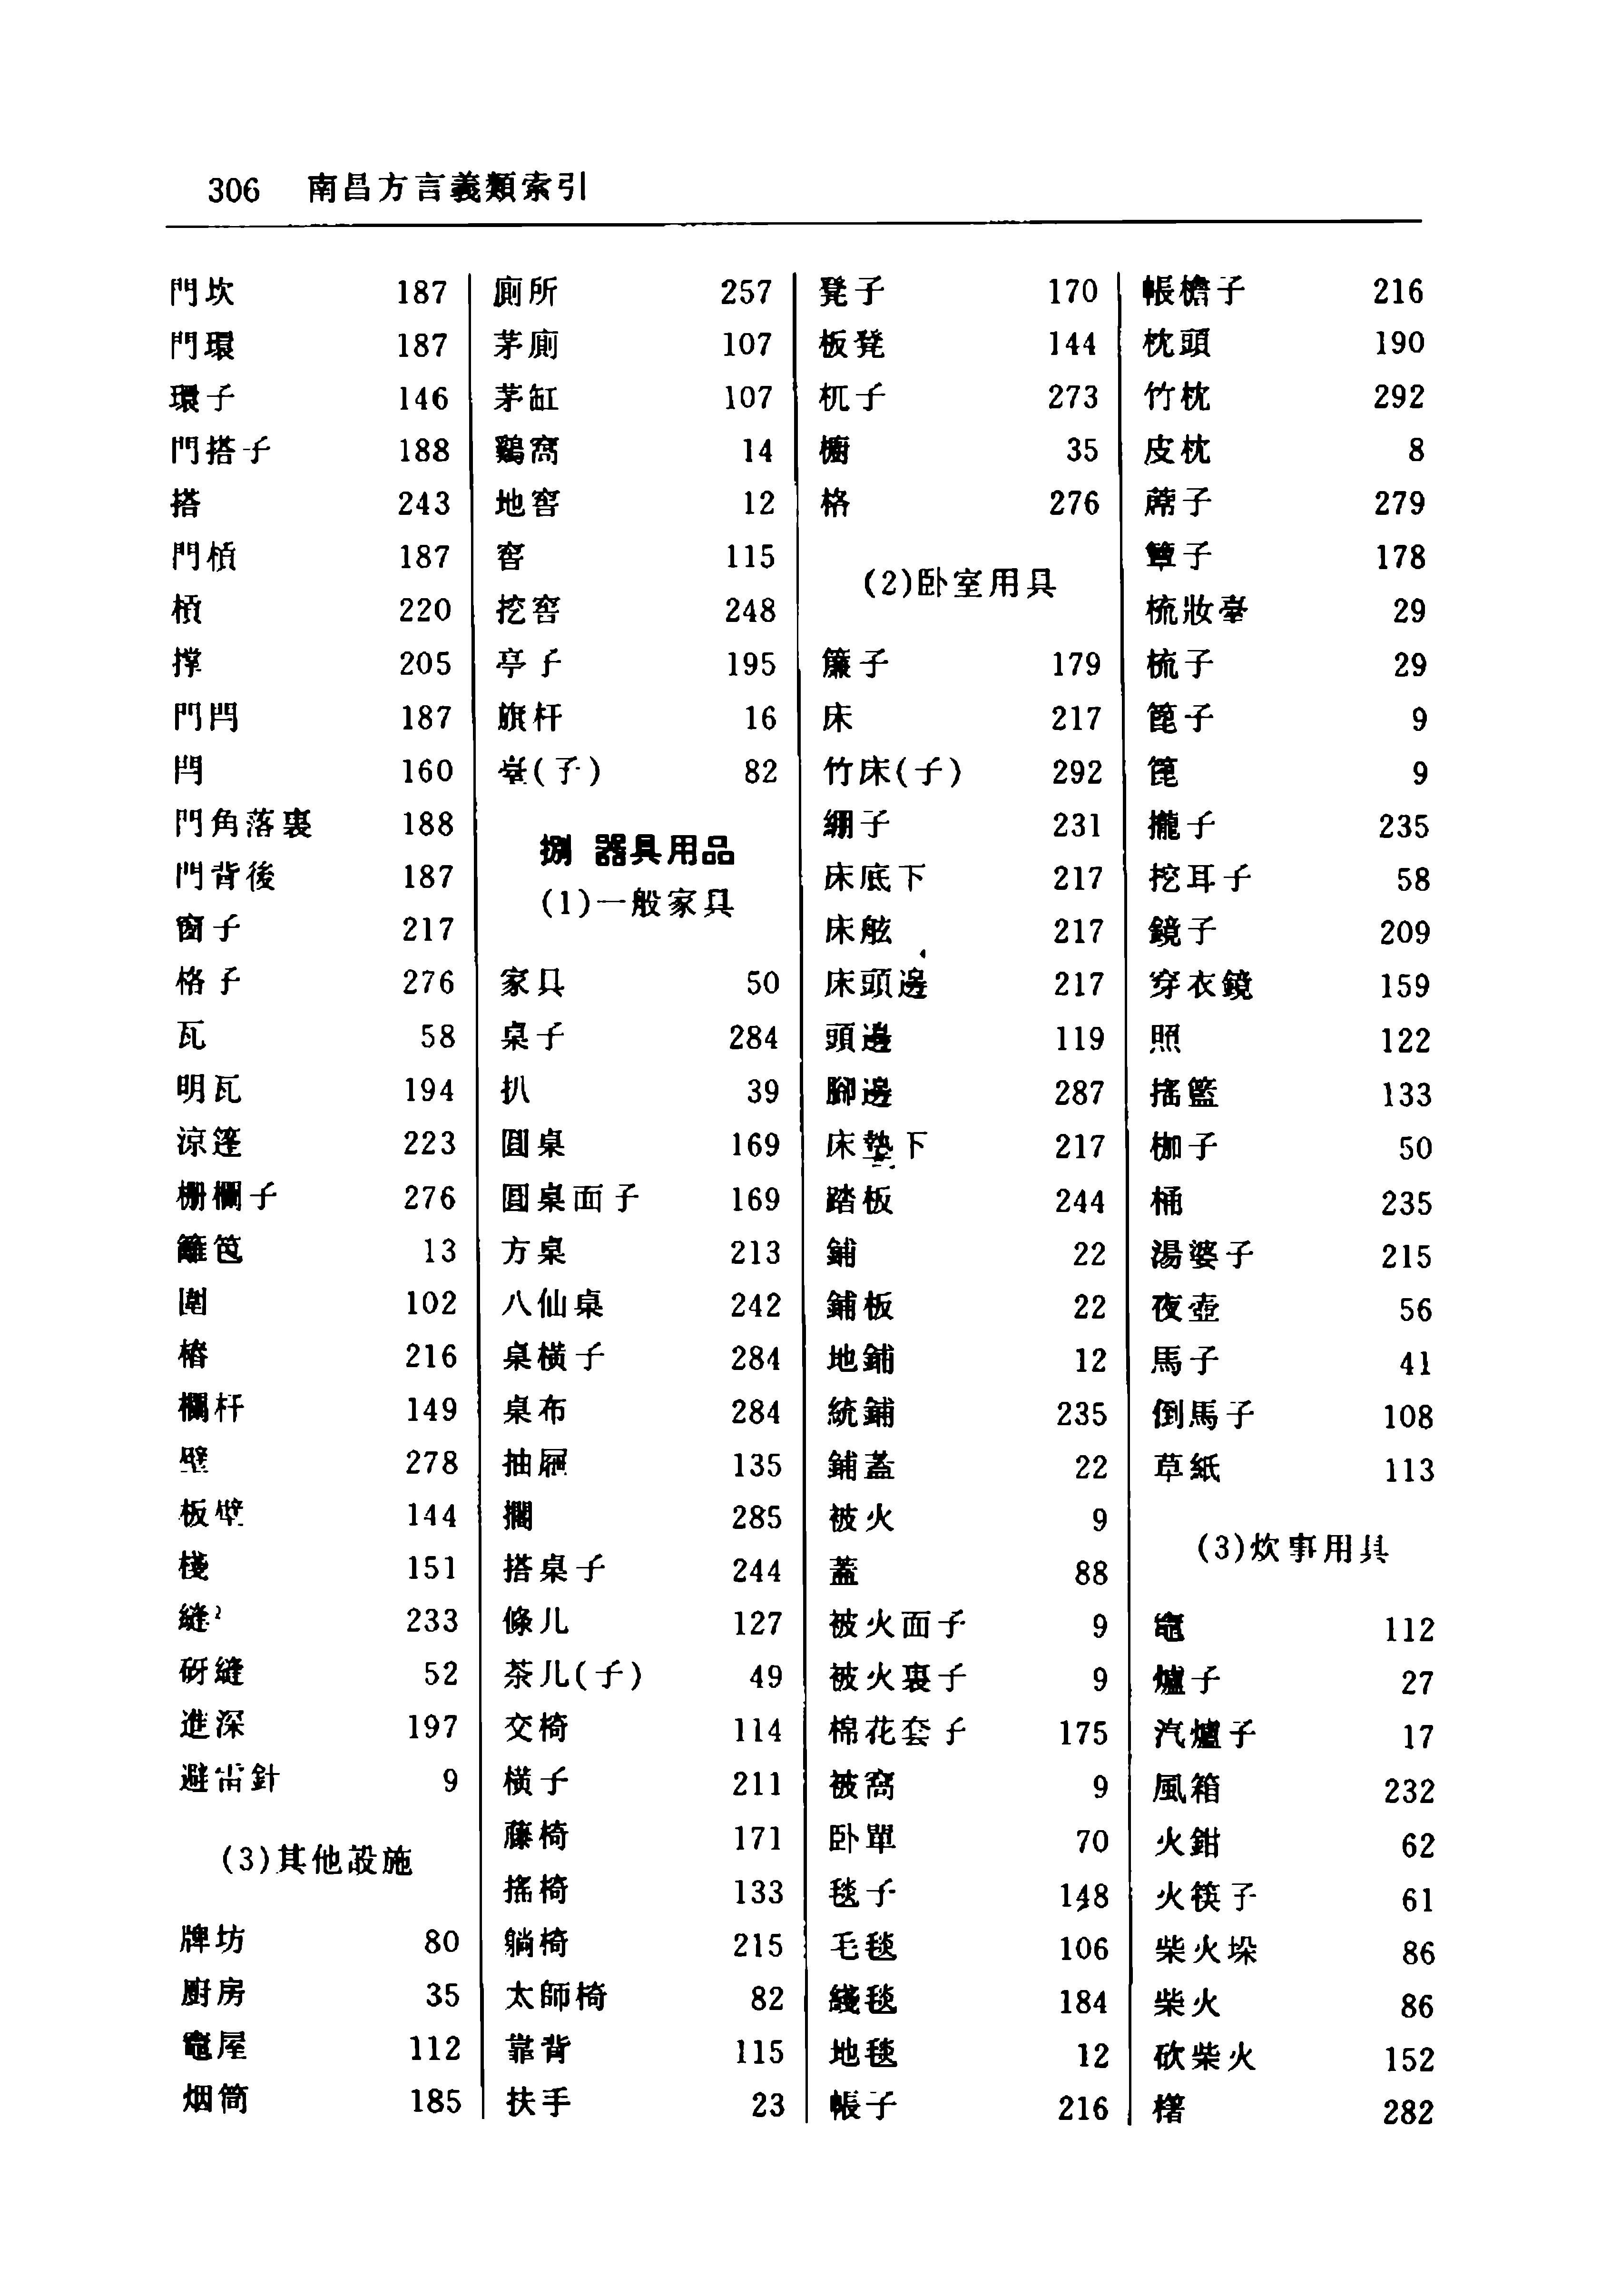 306 南昌方言義類索引
門坎 187
門環 187
環子 146
門搭子 188
搭 243
門槓 187
槓 220
撑 205
門閂 187
閂 160
門角落裏 188
門背後 187
窗子 217
格子 276
瓦 58
明瓦 194
涼篷 223
栅欄子 276
籬笆 13
圍 102
樁 216
欄杆 149
壁 278
板壁 144
棧 151
縫² 233
砑縫 52
進深 197
避雷針 9
(3)其他設施
牌坊 80
廚房 35
竈屋 112
烟筒 185
廁所 257
茅廁 107
茅缸 107
鷄窩 14
地窖 12
窖 115
挖窖 248
亭子 195
旗杆 16
臺(子) 82
捌 器具用品
(1)一般家具
家具 50
桌子 284
扒 39
圓桌 169
圓桌面子 169
方桌 213
八仙桌 242
桌橫子 284
桌布 284
抽屜 135
擱 285
搭桌子 244
條几 127
茶几(子) 49
交椅 114
橫子 211
藤椅 171
搖椅 133
躺椅 215
太師椅 82
靠背 115
扶手 23
凳子 170
板凳 144
杌子 273
櫥 35
格 276
(2)卧室用具
簾子 179
床 217
竹床(子) 292
綳子 231
床底下 217
床舷 217
床頭邊 217
頭邊 119
腳邊 287
床墊下 217
踏板 244
鋪 22
鋪板 22
地鋪 12
統鋪 235
鋪蓋 22
被火 9
蓋 88
被火面子 9
被火裏子 9
棉花套子 175
被窩 9
卧單 70
毯子 148
毛毯 106
綫毯 184
地毯 12
帳子 216
帳檐子 216
枕頭 190
竹枕 292
皮枕 8
蓆子 279
簟子 178
梳妝臺 29
梳子 29
篦子 9
篦 9
攏子 235
挖耳子 58
鏡子 209
穿衣鏡 159
照 122
搖籃 133
枷子 50
桶 235
湯婆子 215
夜壺 56
馬子 41
倒馬子 108
草紙 113
(3)炊事用具
竈 112
爐子 27
汽爐子 17
風箱 232
火鉗 62
火筷子 61
柴火垛 86
柴火 86
砍柴火 152
撂 282